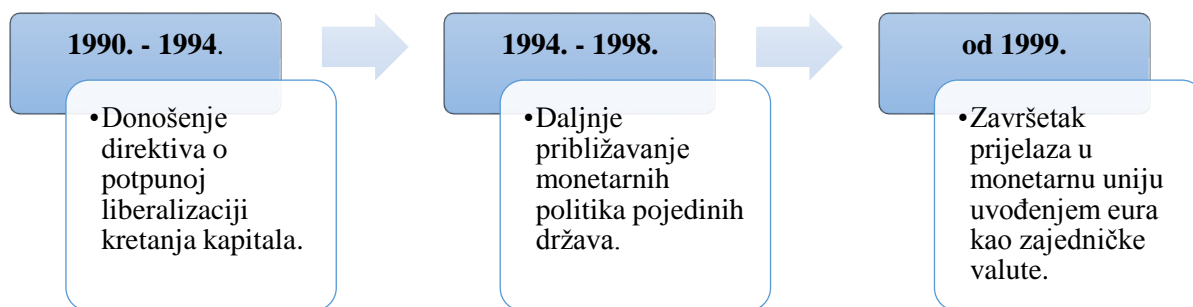 1990. - 1994.
•Donošenje
direktiva o
potpunoj
liberalizaciji
kretanja kapitala.
1994. - 1998.
•Daljnje
približavanje
monetarnih
politika pojedinih
država.
od 1999.
•Završetak
prijelaza u
monetarnu uniju
uvođenjem eura
kao zajedničke
valute.